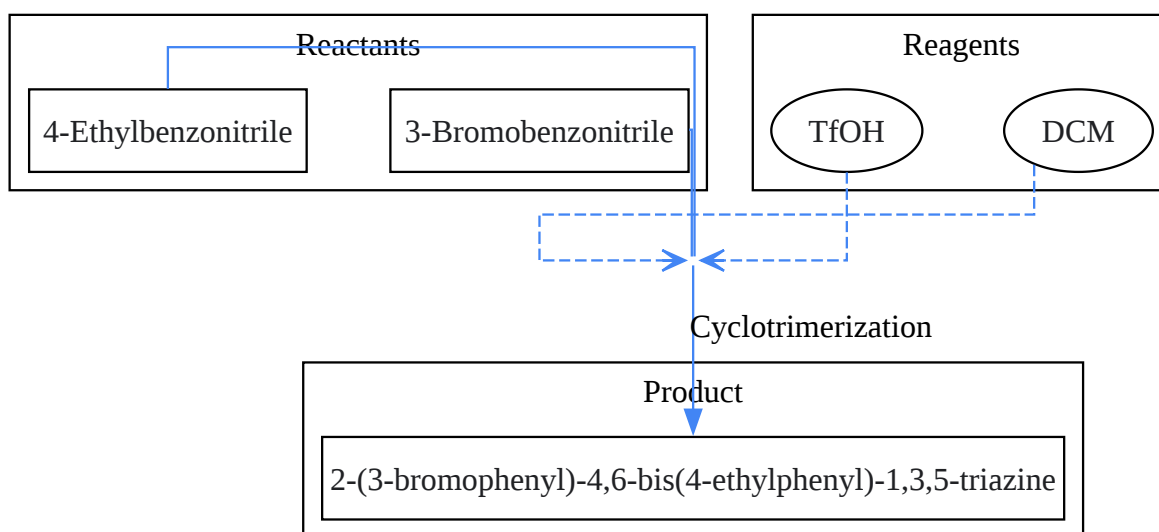 Reactants
Reagents
4-Ethylbenzonitrile
3-Bromobenzonitrile
TfOH
DCM
Cyclotrimerization
Product
2-(3-bromophenyl)-4,6-bis(4-ethylphenyl)-1,3,5-triazine